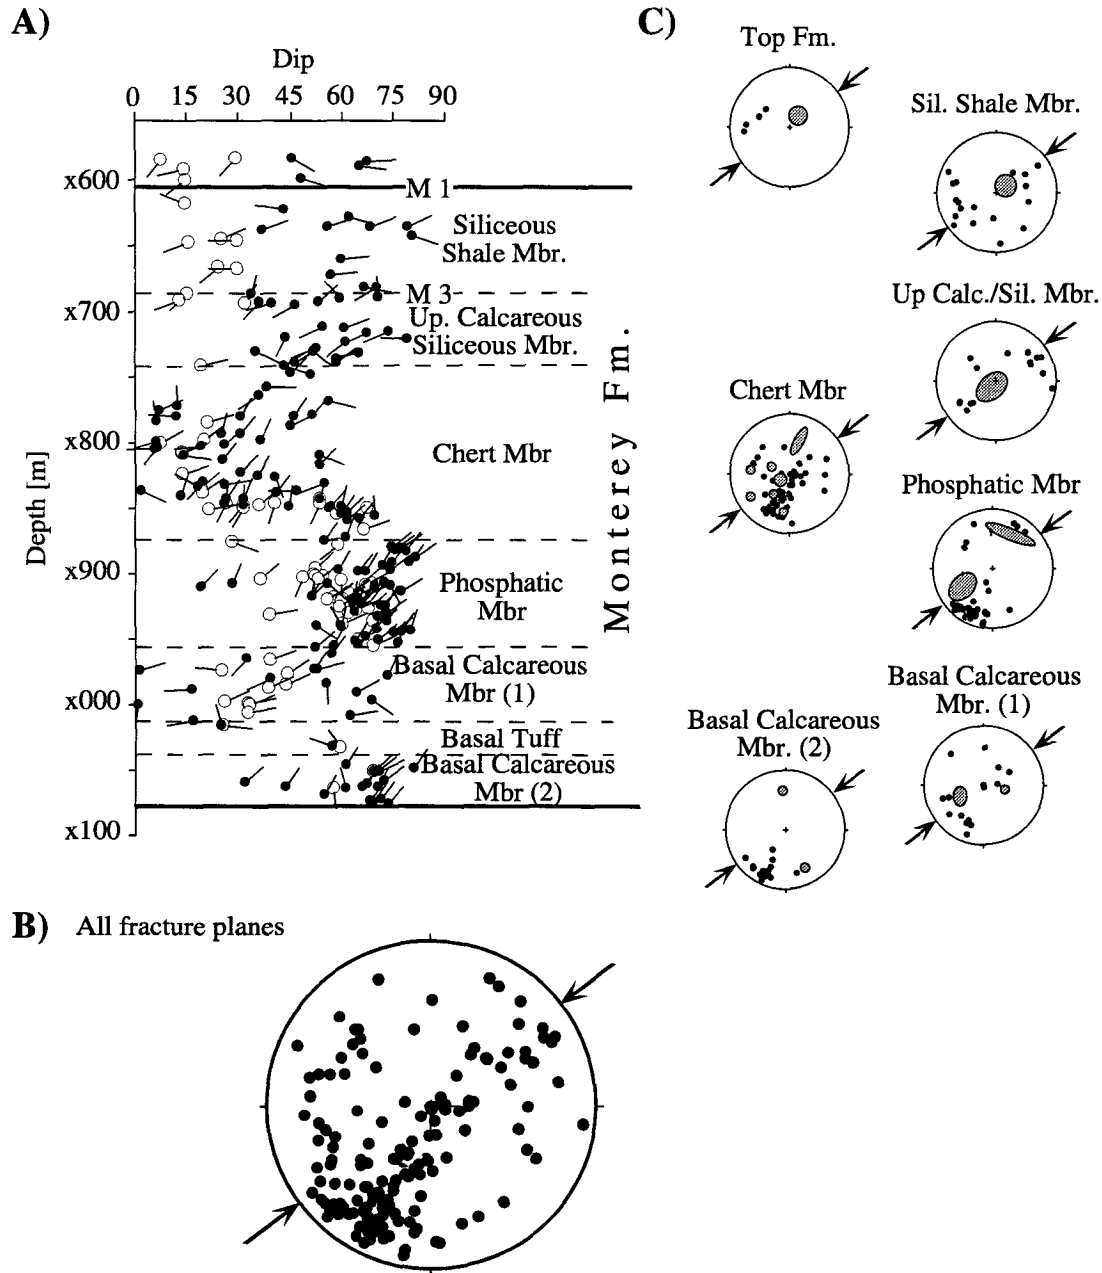 A)
Dip
0 15 30 45 60 75 90
x600
x700
x800
x900
x000
x100
Depth [m]
M 1
Siliceous
Shale Mbr.
M 3
Up. Calcareous
Siliceous Mbr.
Chert Mbr
Phosphatic
Mbr
Basal Calcareous
Mbr (1)
Basal Tuff
Basal Calcareous
Mbr (2)
Monterey Fm.
C)
Top Fm.
Sil. Shale Mbr.
Up Calc./Sil. Mbr.
Chert Mbr
Phosphatic Mbr
Basal Calcareous
Mbr. (1)
Basal Calcareous
Mbr. (2)
B) All fracture planes